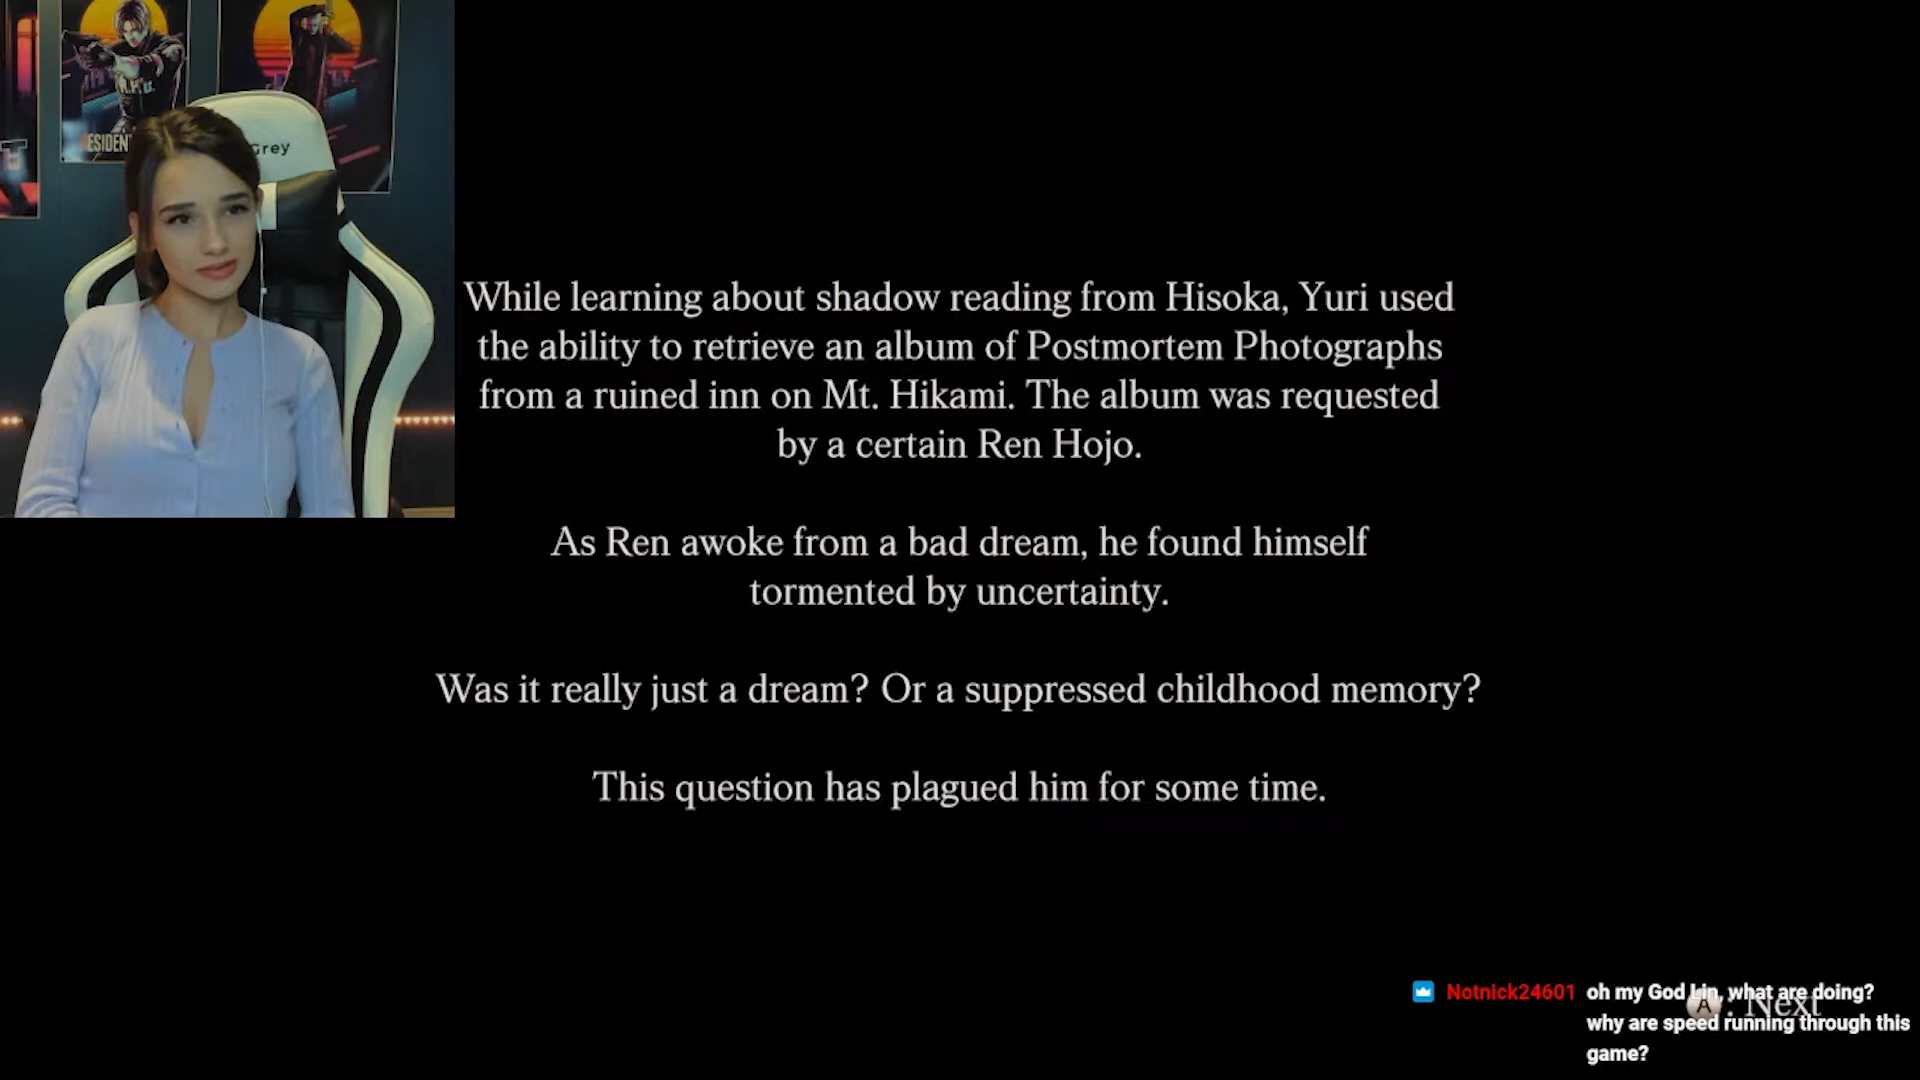 ESIDEN
Grey
T
While learning about shadow reading from Hisoka, Yuri used
the ability to retrieve an album of Postmortem Photographs
from a ruined inn on Mt. Hikami. The album was requested
by a certain Ren Hojo.
As Ren awoke from a bad dream, he found himself
tormented by uncertainty.
Was it really just a dream? Or a suppressed childhood memory?
This question has plagued him for some time.
Notnick24601 oh my God Lin, what are doing?
why are speed running through this
game?
A : Next